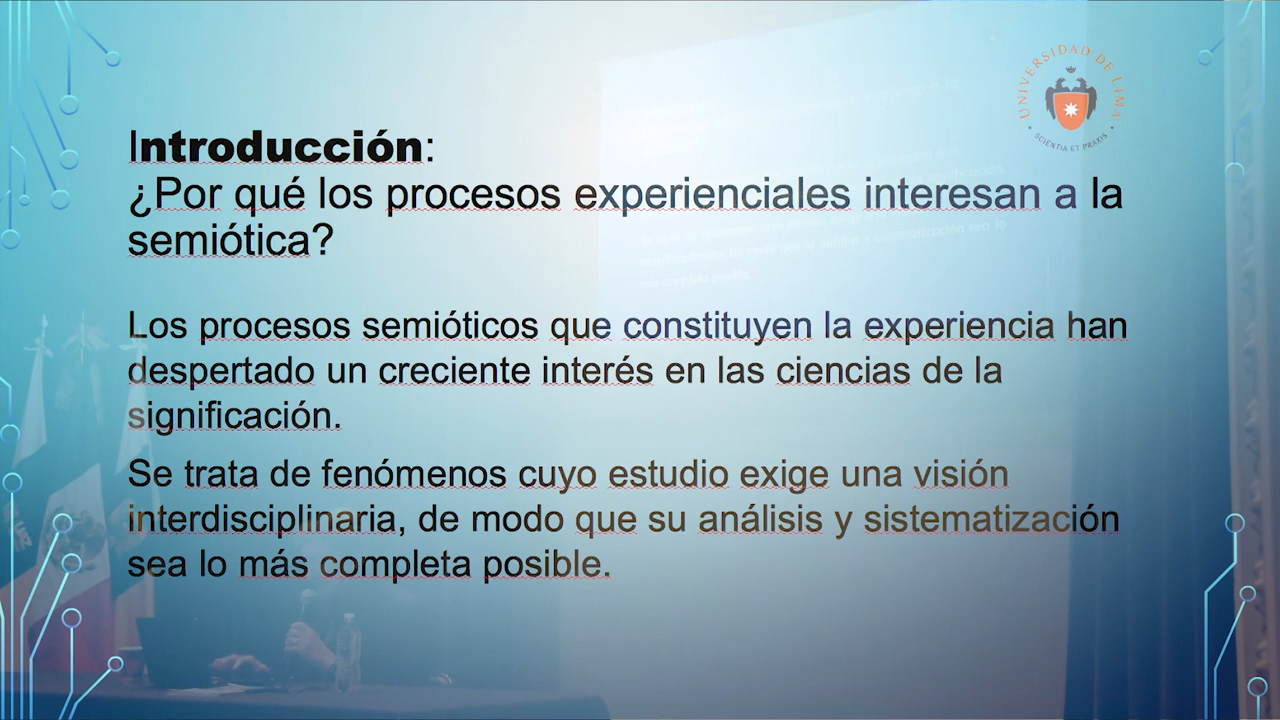 UNIVERSIDAD DE LIMA
SCIENTIA ET PRAXIS
Introducción:
¿Por qué los procesos experienciales interesan a la
semiótica?
Los procesos semióticos que constituyen la experiencia han
despertado un creciente interés en las ciencias de la
significación.
Se trata de fenómenos cuyo estudio exige una visión
interdisciplinaria, de modo que su análisis y sistematización
sea lo más completa posible.